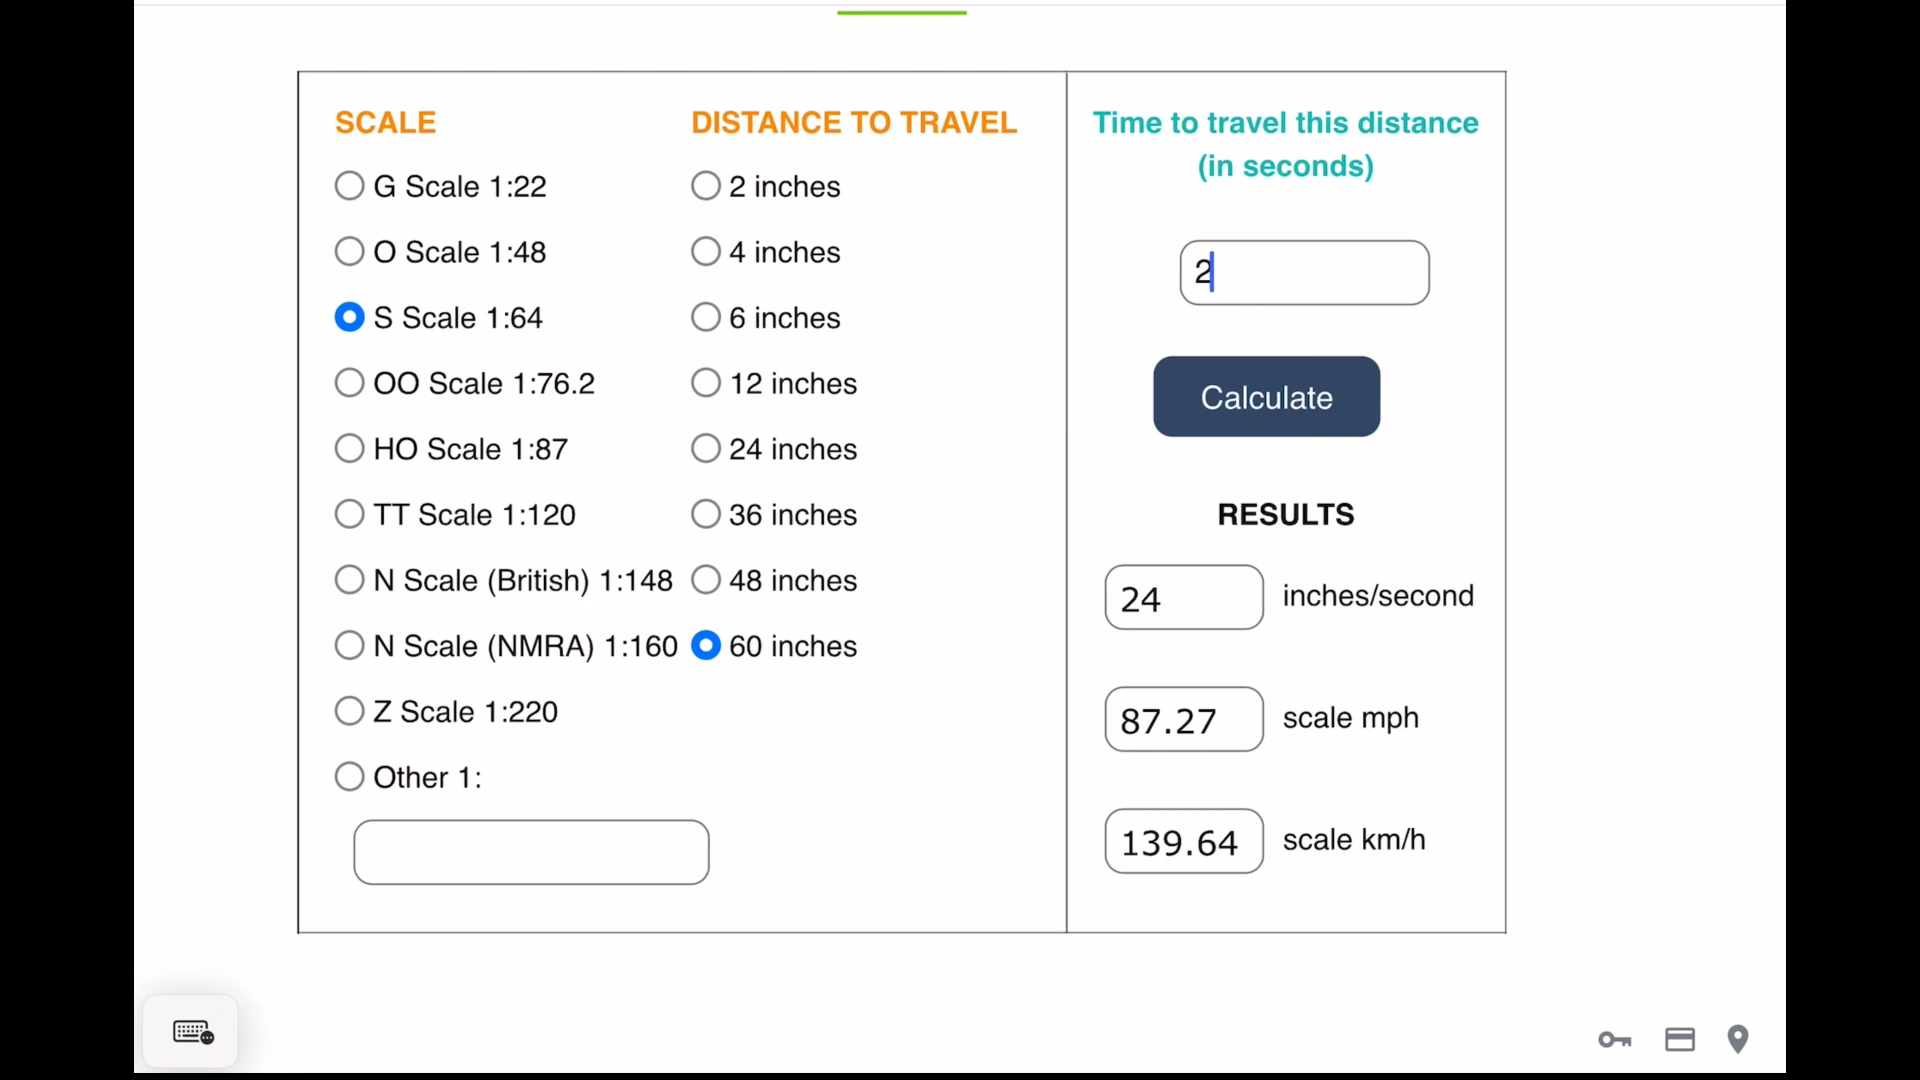 SCALE
G Scale 1:22
O Scale 1:48
S Scale 1:64
OO Scale 1:76.2
HO Scale 1:87
TT Scale 1:120
N Scale (British) 1:148
N Scale (NMRA) 1:160
Z Scale 1:220
Other 1:
DISTANCE TO TRAVEL
2 inches
4 inches
6 inches
12 inches
24 inches
36 inches
48 inches
60 inches
Time to travel this distance
(in seconds)
2
Calculate
RESULTS
24 inches/second
87.27 scale mph
139.64 scale km/h